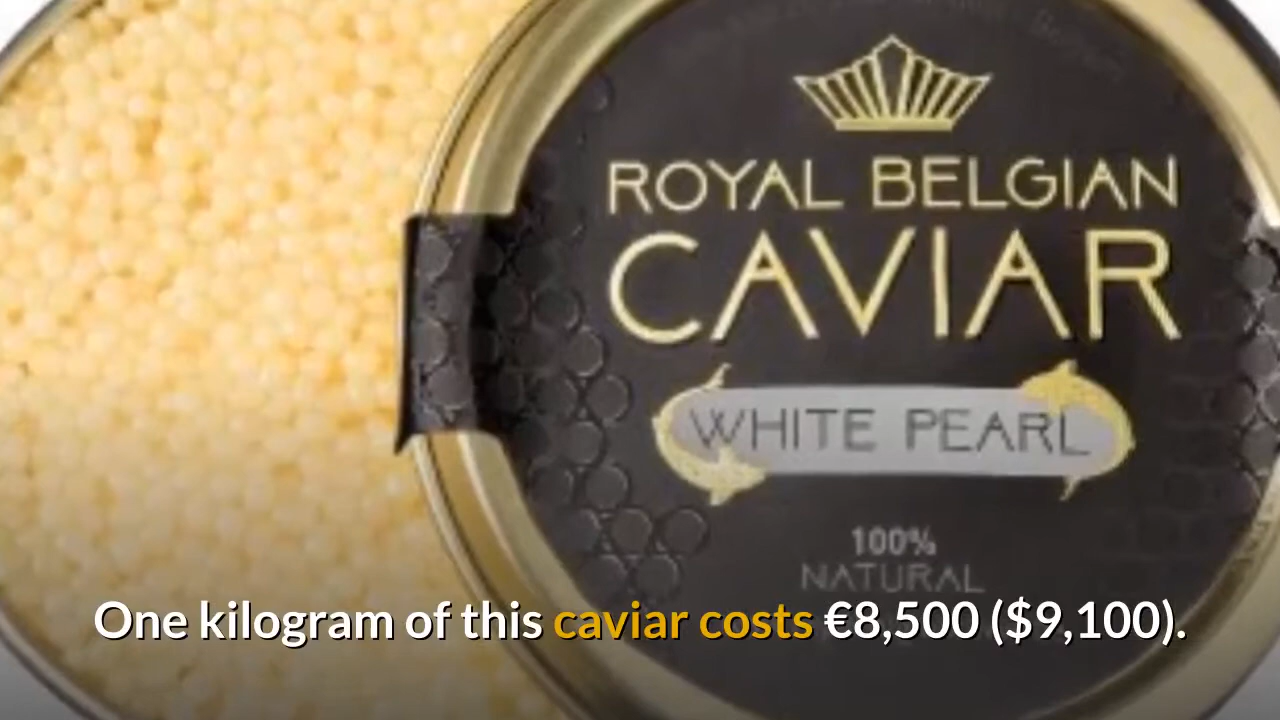 ROYAL BELGIAN
CAVIAR
WHITE PEARL
100%
NATURAL
One kilogram of this caviar costs €8,500 ($9,100).